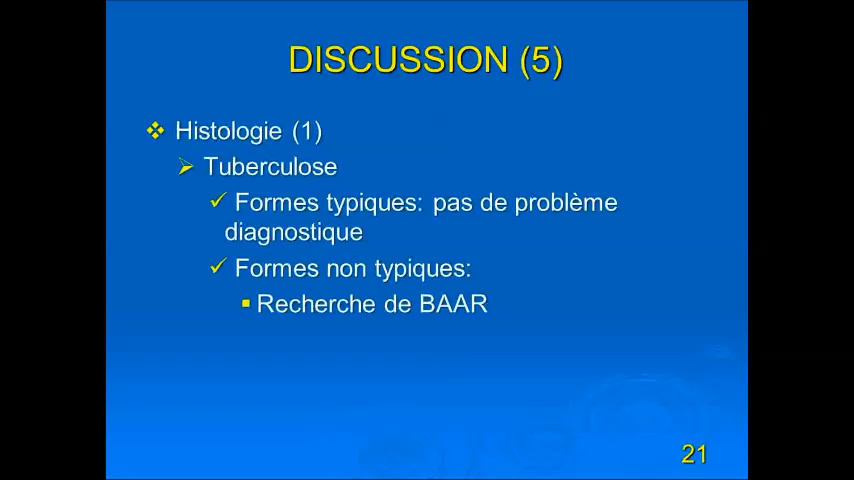 DISCUSSION (5)
Histologie (1)
Tuberculose
Formes typiques: pas de problème
diagnostique
Formes non typiques:
Recherche de BAAR
21